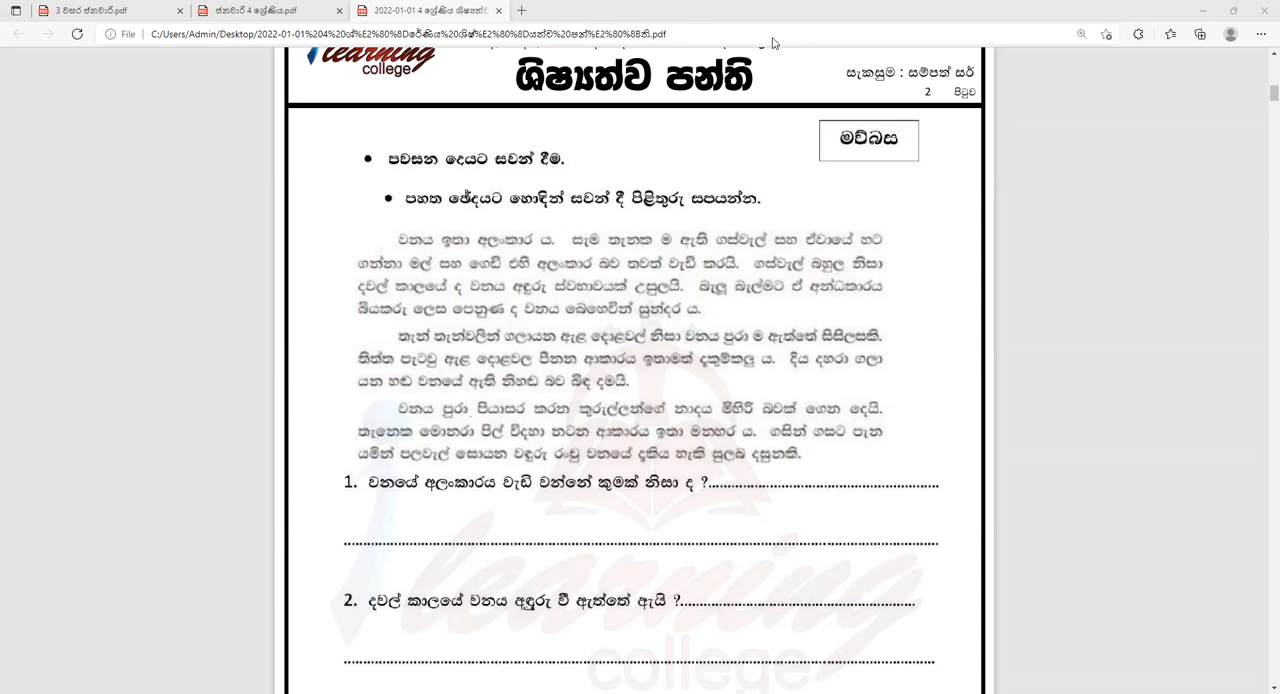 3 වසර ජනවාරි.pdf
ජනවාරි 4 ශ්‍රේණිය.pdf
2022-01-01 4 ශ්‍රේණිය ශිෂ්‍යත්ව
File
C:/Users/Admin/Desktop/2022-01-01%204%20ශ්%E2%80%8Dරේණිය%20ශිෂ්%E2%80%8Dයත්ව%20පන්%E2%80%8Bති.pdf
learning
college
ශිෂ්‍යත්ව පන්ති
සැකසුම : සම්පත් සර්
2 පිටුව
මව්බස
• පවසන දෙයට සවන් දීම.
• පහත ඡේදයට හොඳින් සවන් දී පිළිතුරු සපයන්න.
වනය ඉතා අලංකාර ය. සැම තැනක ම ඇති ගස්වැල් සහ ඒවායේ හට
ගන්නා මල් සහ ගෙඩි එහි අලංකාර බව තවත් වැඩි කරයි. ගස්වැල් බහුල නිසා
දවල් කාලයේ ද වනය අඳුරු ස්වභාවයක් උසුලයි. බැලූ බැල්මට ඒ අන්ධකාරය
බියකරු ලෙස පෙනුණ ද වනය බෙහෙවින් සුන්දර ය.
තැන් තැන්වලින් ගලායන ඇළ දොළවල් නිසා වනය පුරා ම ඇත්තේ සිසිලසකි.
තිත්ත පැටවු ඇළ දොළවල පීනන ආකාරය ඉතාමත් දැකුම්කලු ය. දිය දහරා ගලා
යන හඬ වනයේ ඇති නිහඬ බව බිඳ දමයි.
වනය පුරා පියාසර කරන කුරුල්ලන්ගේ නාදය මිහිරි බවක් ගෙන දෙයි.
තැනෙක මොනරා පිල් විදහා නටන ආකාරය ඉතා මනහර ය. ගසින් ගසට පැන
යමින් පලවැල් සොයන වඳුරු රංචු වනයේ දැකිය හැකි සුලබ දසුනකි.
1. වනයේ අලංකාරය වැඩි වන්නේ කුමක් නිසා ද ?
2. දවල් කාලයේ වනය අඳුරු වී ඇත්තේ ඇයි ?
learning
college